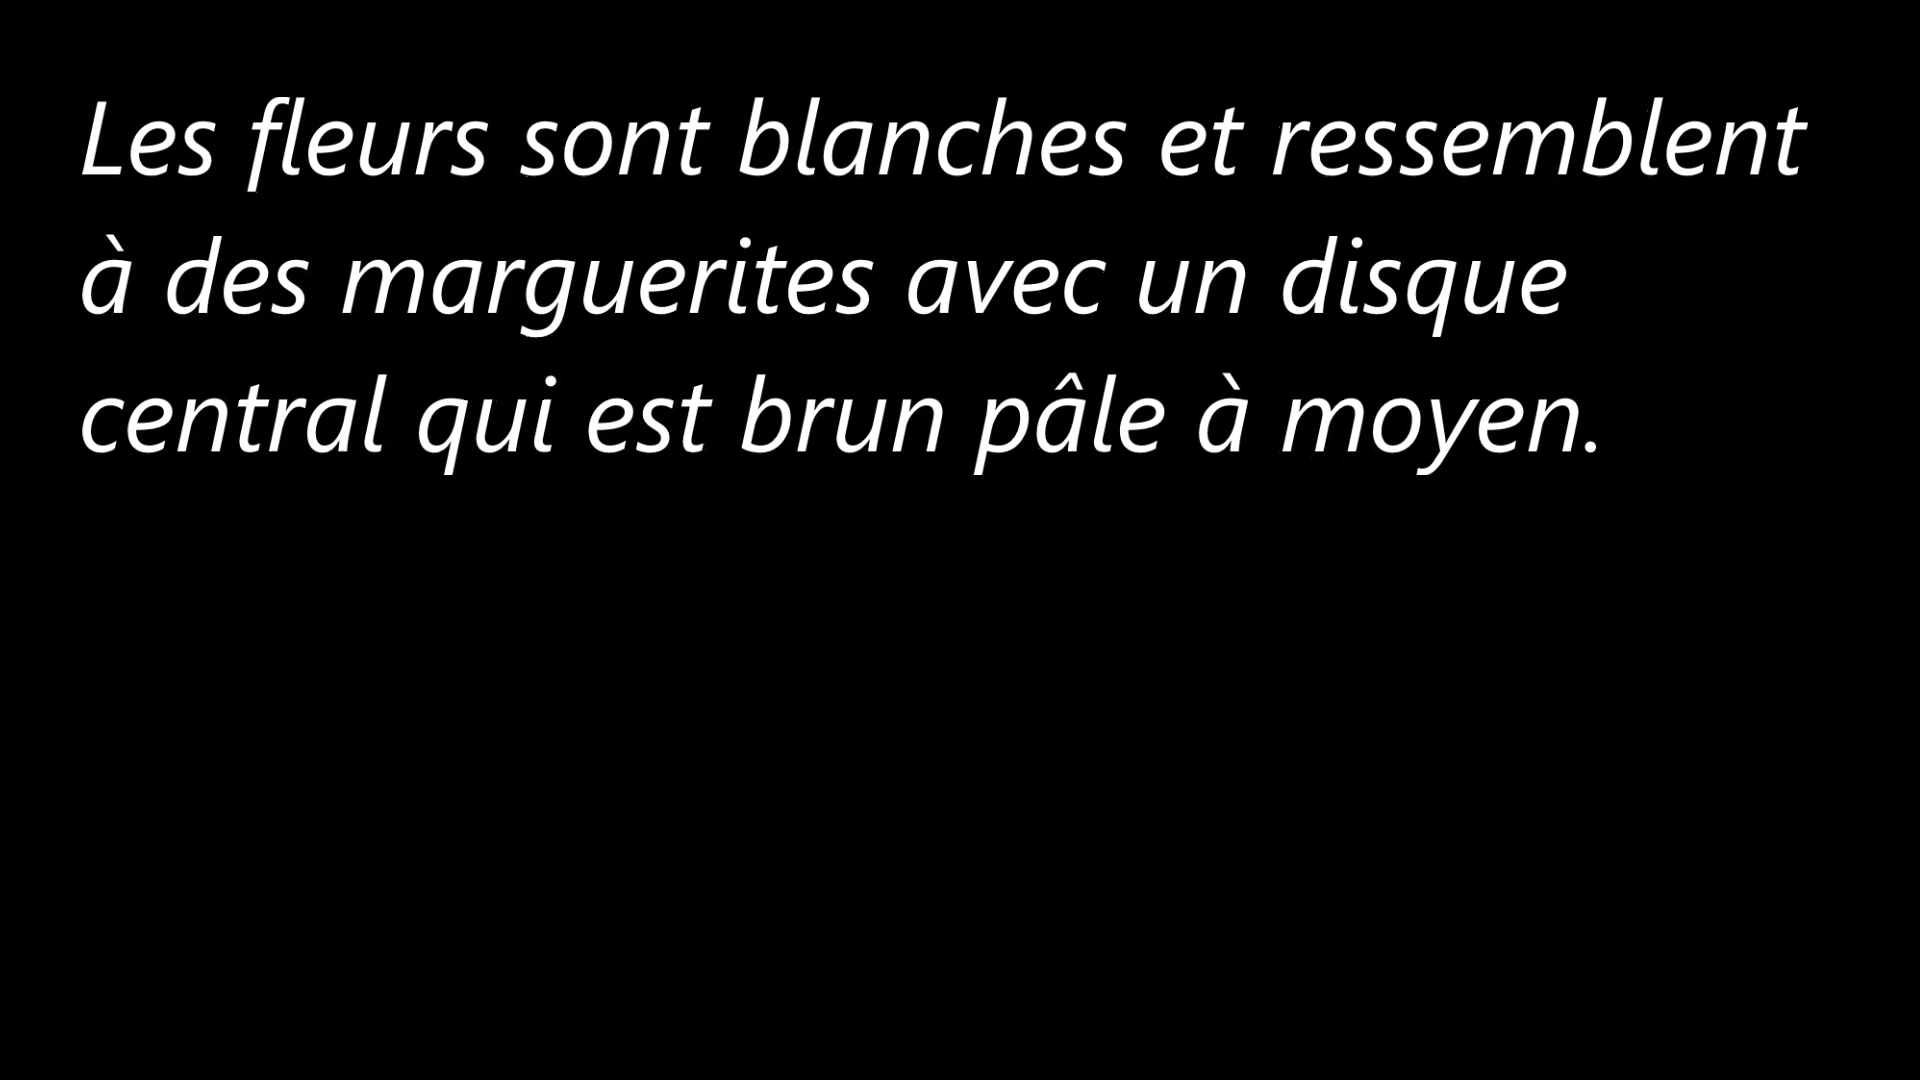 Les fleurs sont blanches et ressemblent
à des marguerites avec un disque
central qui est brun pâle à moyen.